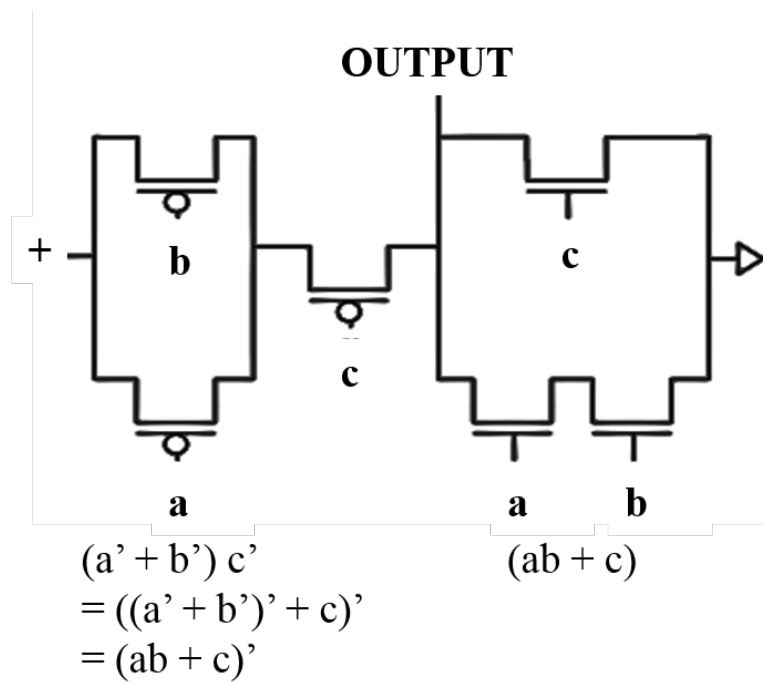 OUTPUT
+
b
c
c
a
a
b
(a’ + b’) c’
(ab + c)
= ((a’ + b’)’ + c)’
= (ab + c)’